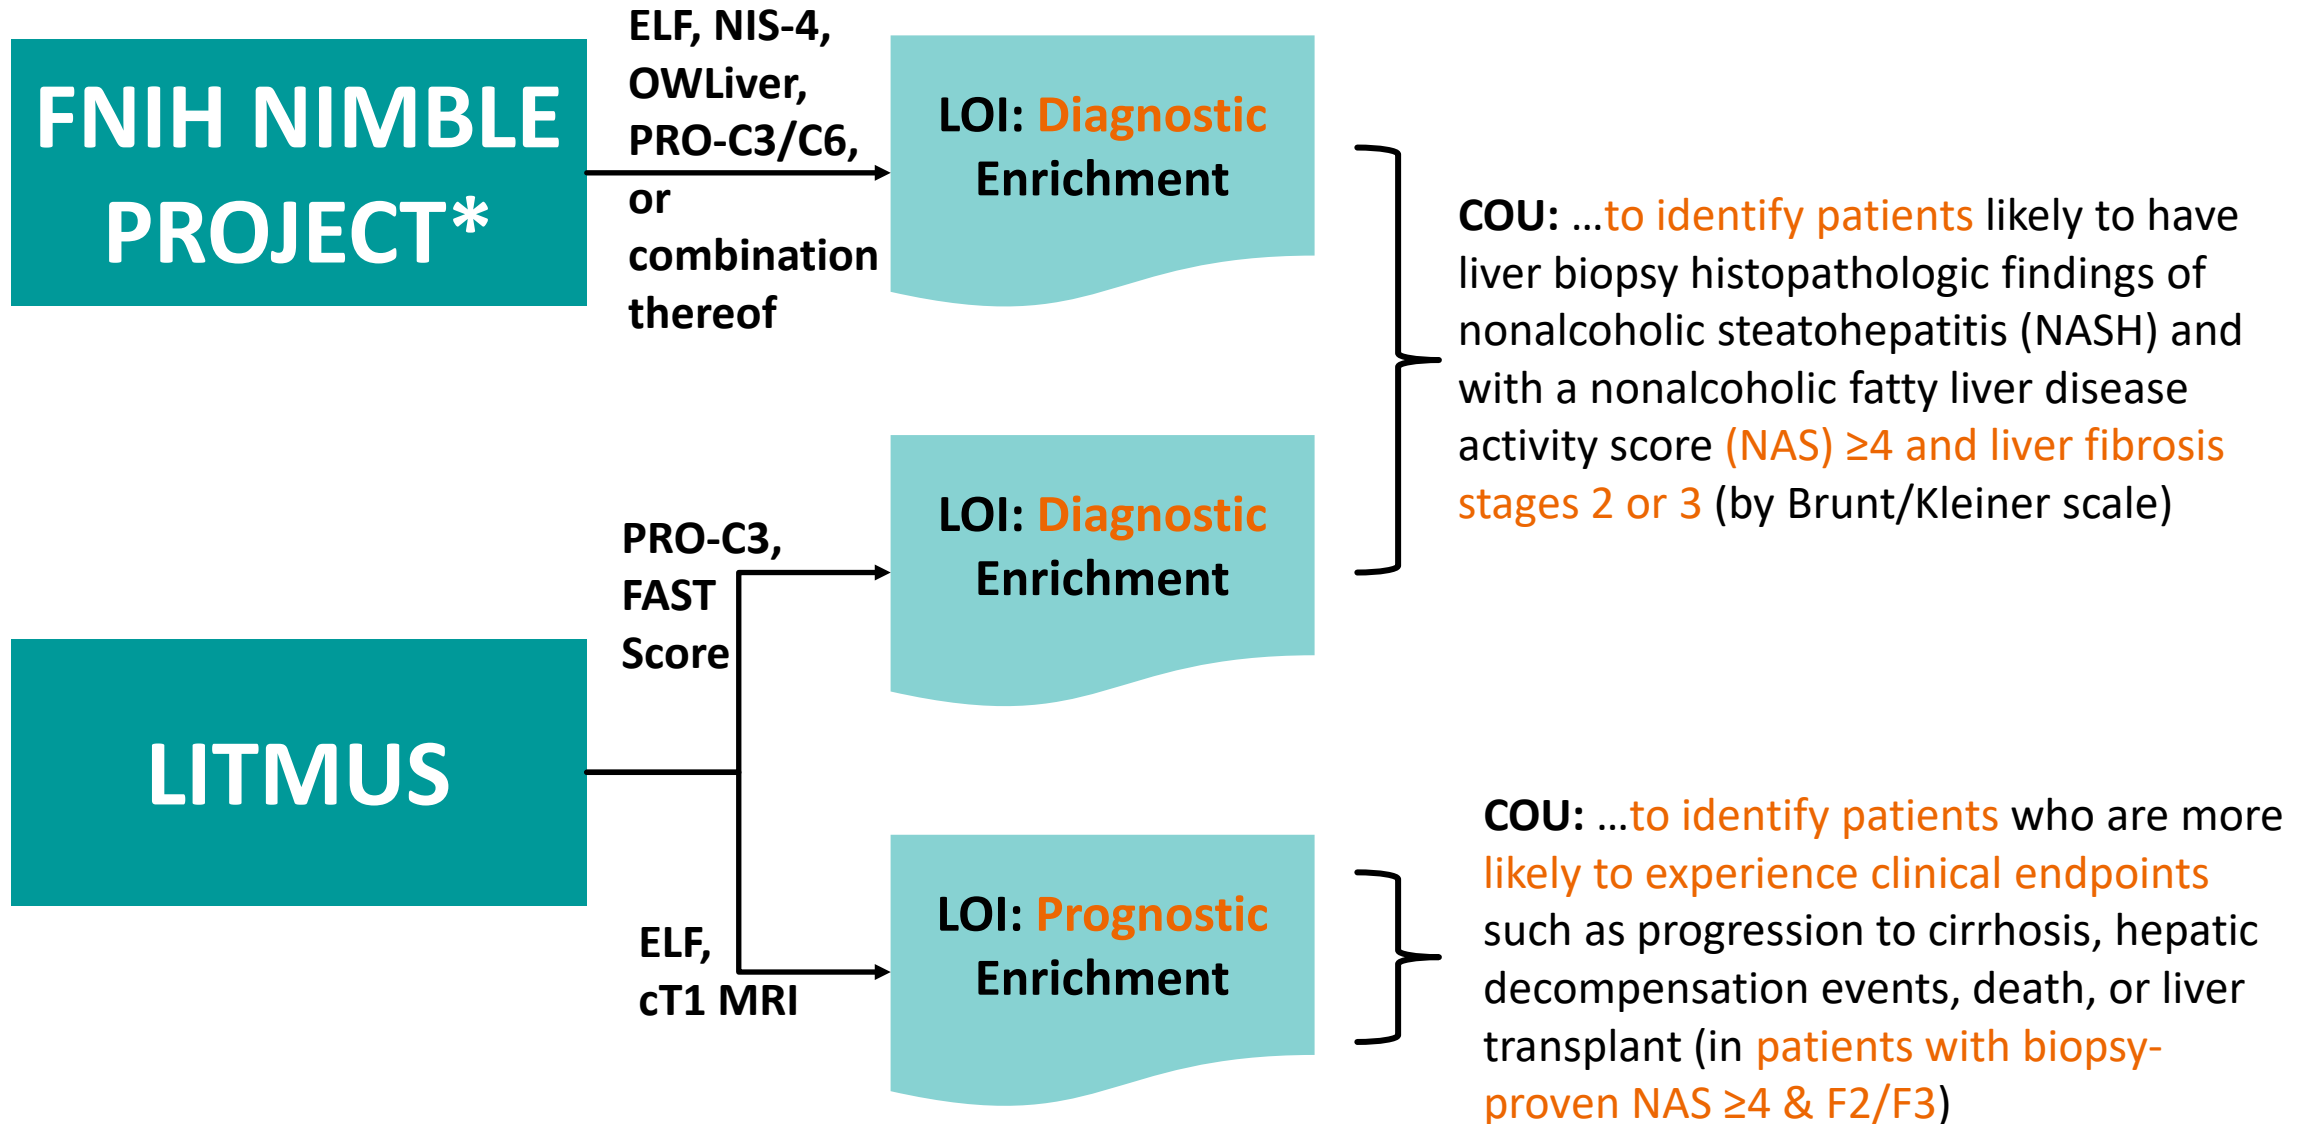 FNIH NIMBLE
PROJECT*
ELF, NIS-4,
OWLiver,
PRO-C3/C6,
or
combination
thereof
LOI: Diagnostic
Enrichment
COU: …to identify patients likely to have
liver biopsy histopathologic findings of
nonalcoholic steatohepatitis (NASH) and
with a nonalcoholic fatty liver disease
activity score (NAS) ≥4 and liver fibrosis
stages 2 or 3 (by Brunt/Kleiner scale)
LITMUS
PRO-C3,
FAST
Score
LOI: Diagnostic
Enrichment
ELF,
cT1 MRI
LOI: Prognostic
Enrichment
COU: …to identify patients who are more
likely to experience clinical endpoints
such as progression to cirrhosis, hepatic
decompensation events, death, or liver
transplant (in patients with biopsy-
proven NAS ≥4 & F2/F3)